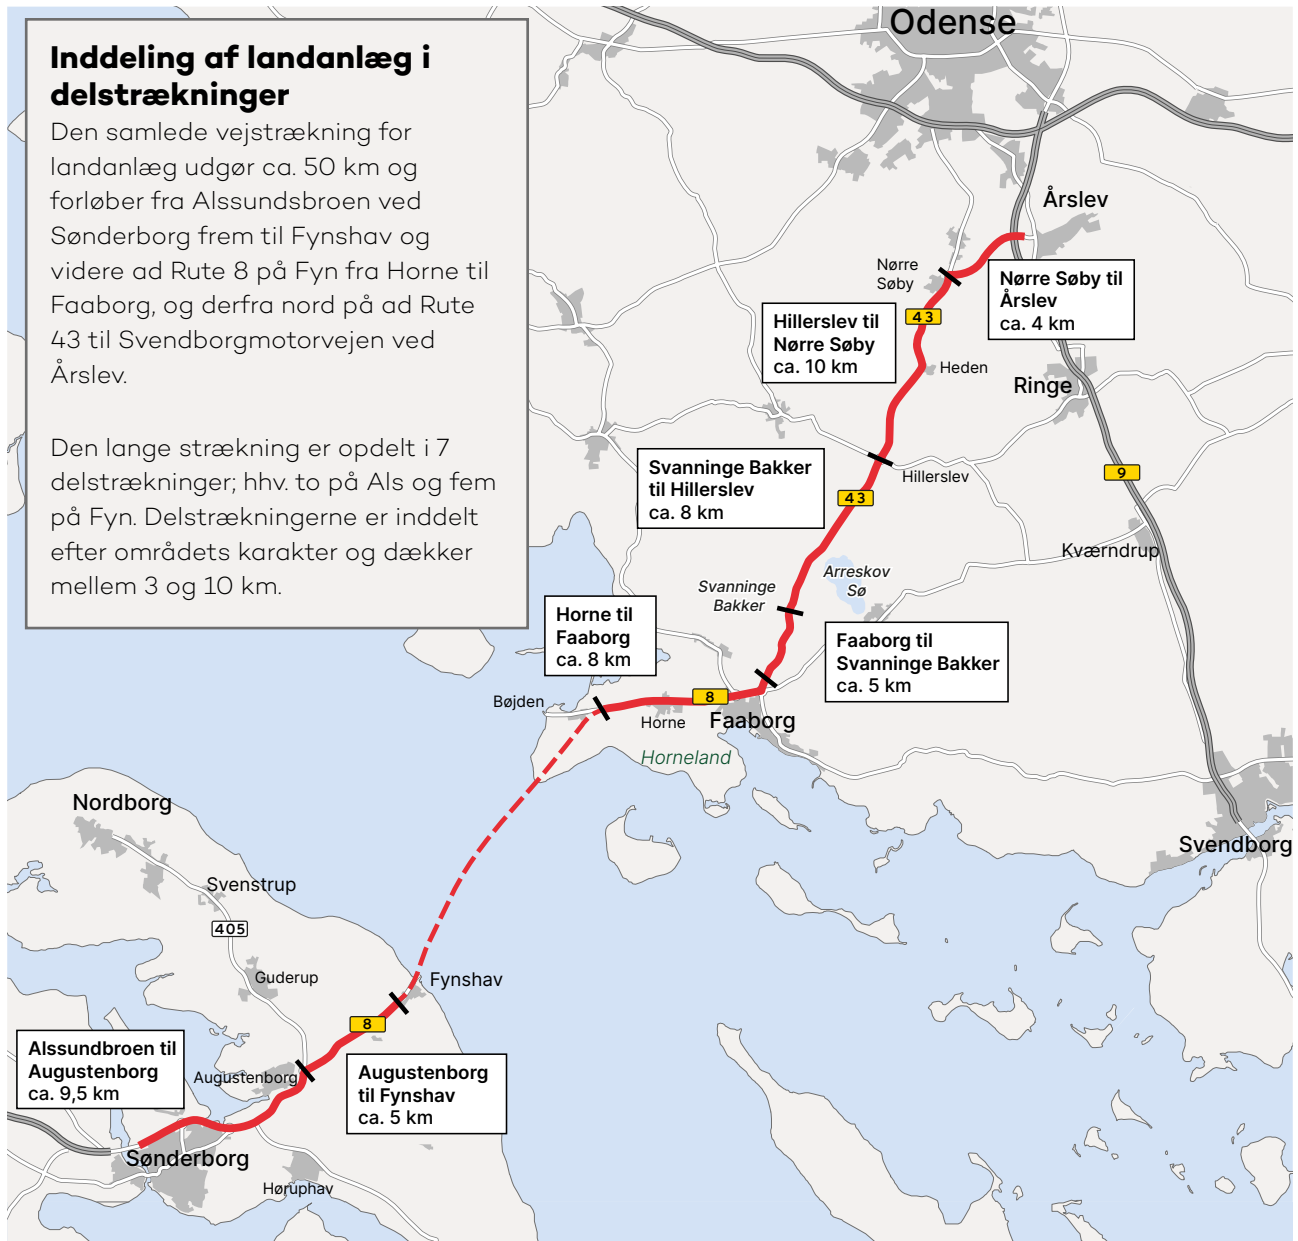 Inddeling af landanlæg i
delstrækninger
Den samlede vejstrækning for
landanlæg udgør ca. 50 km og
forløber fra Alssundsbroen ved
Sønderborg frem til Fynshav og
videre ad Rute 8 på Fyn fra Horne til
Faaborg, og derfra nord på ad Rute
43 til Svendborgmotorvejen ved
Årslev.
Den lange strækning er opdelt i 7
delstrækninger; hhv. to på Als og fem
på Fyn. Delstrækningerne er inddelt
efter områdets karakter og dækker
mellem 3 og 10 km.
Odense
Årslev
Nørre
Søby
Nørre Søby til
Årslev
ca. 4 km
43
Hillerslev til
Nørre Søby
ca. 10 km
Heden
Ringe
Svanninge Bakker
til Hillerslev
ca. 8 km
Hillerslev
9
43
Kværndrup
Arreskov
Sø
Svanninge
Bakker
Horne til
Faaborg
ca. 8 km
Faaborg til
Svanninge Bakker
ca. 5 km
Bøjden
8
Horne
Faaborg
Horneland
Nordborg
Svendborg
Svenstrup
405
Guderup
Fynshav
8
Alssundbroen til
Augustenborg
ca. 9,5 km
Augustenborg
Augustenborg
til Fynshav
ca. 5 km
Sønderborg
Høruphav